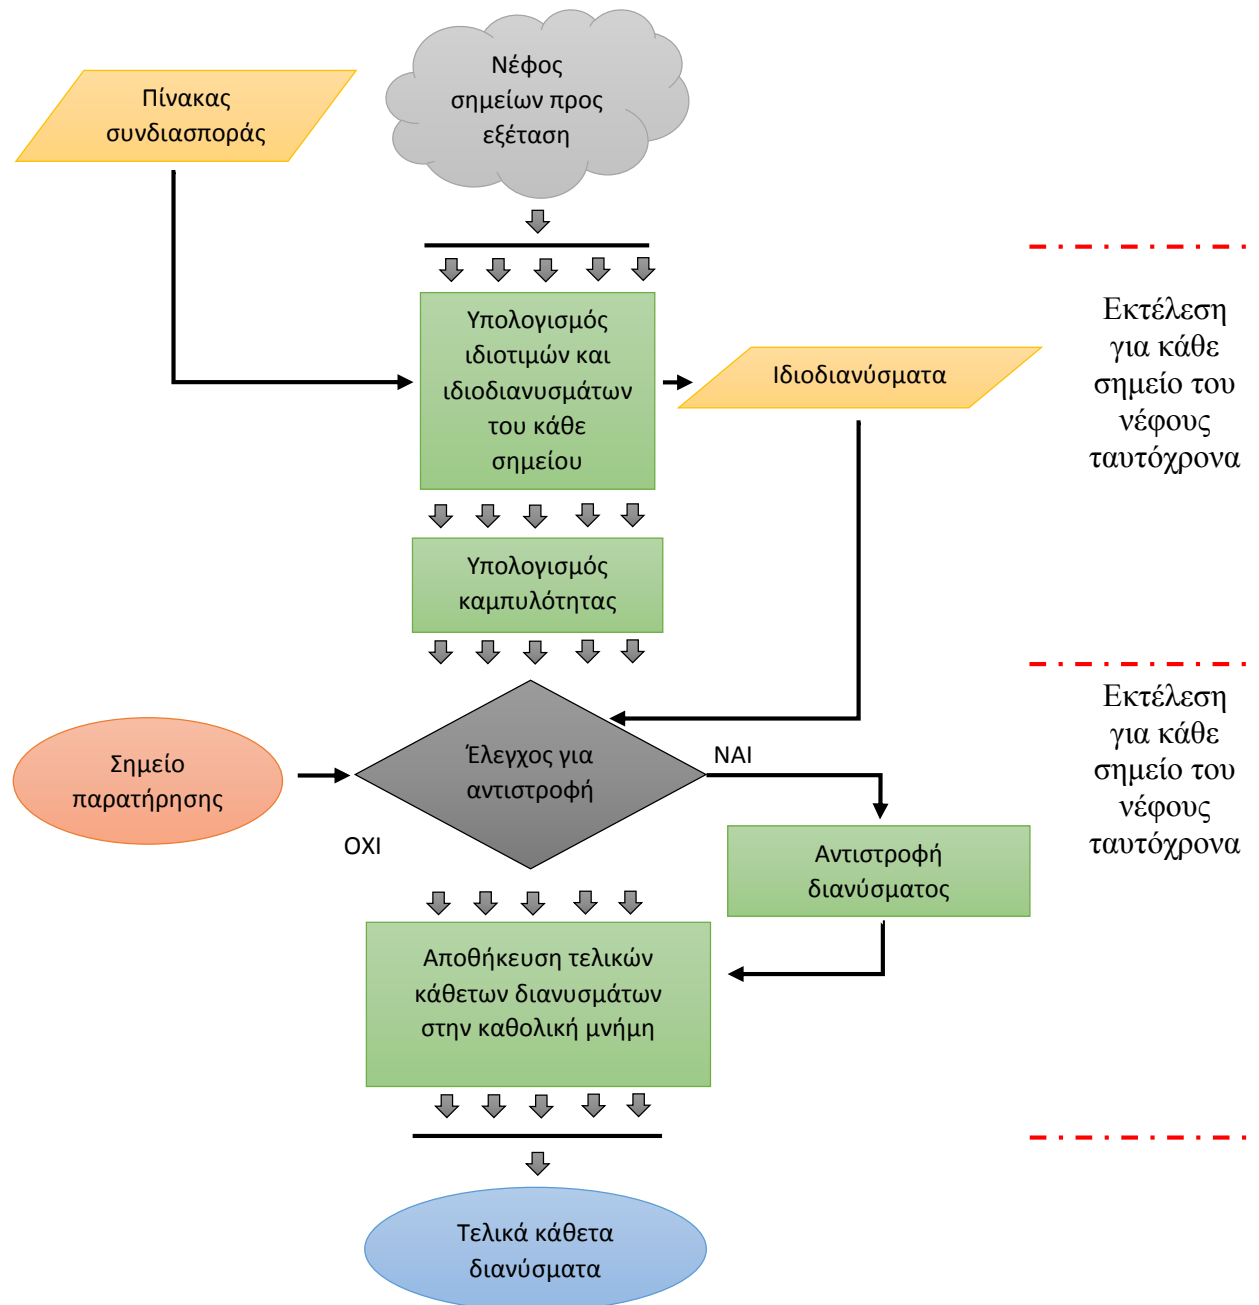 Νέφος
σημείων προς
εξέταση
Πίνακας
συνδιασποράς
Υπολογισμός
ιδιοτιμών και
ιδιοδιανυσμάτων
του κάθε
σημείου
Ιδιοδιανύσματα
Εκτέλεση
για κάθε
σημείο του
νέφους
ταυτόχρονα
Υπολογισμός
καμπυλότητας
Σημείο
παρατήρησης
Έλεγχος για
αντιστροφή
ΝΑΙ
ΟΧΙ
Εκτέλεση
για κάθε
σημείο του
νέφους
ταυτόχρονα
Αντιστροφή
διανύσματος
Αποθήκευση τελικών
κάθετων διανυσμάτων
στην καθολική μνήμη
Τελικά κάθετα
διανύσματα